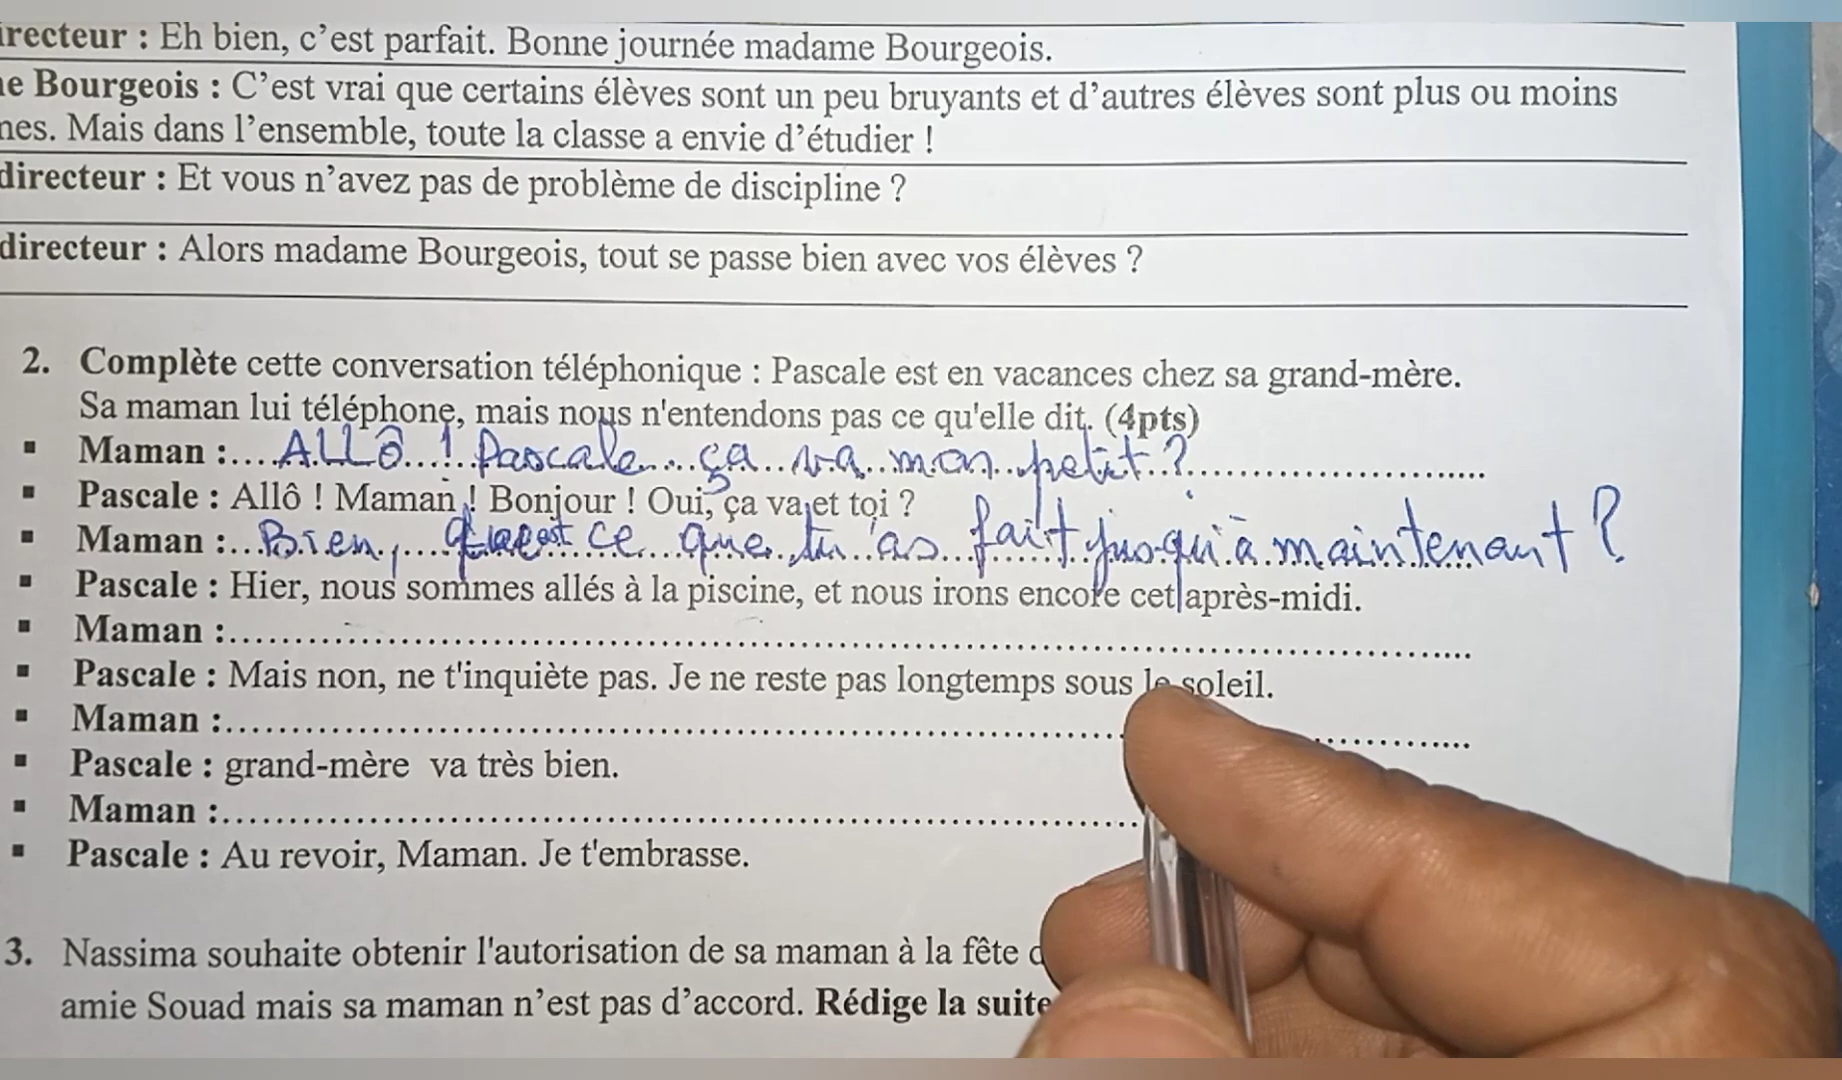 irecteur : Eh bien, c’est parfait. Bonne journée madame Bourgeois.
ne Bourgeois : C’est vrai que certains élèves sont un peu bruyants et d’autres élèves sont plus ou moins
nes. Mais dans l’ensemble, toute la classe a envie d’étudier !
directeur : Et vous n’avez pas de problème de discipline ?
directeur : Alors madame Bourgeois, tout se passe bien avec vos élèves ?
2. Complète cette conversation téléphonique : Pascale est en vacances chez sa grand-mère.
Sa maman lui téléphone, mais nous n'entendons pas ce qu'elle dit. (4pts)
▪ Maman :....ALLÔ...!..Pascale....ça..va..mon..petit..?........................
▪ Pascale : Allô ! Maman ! Bonjour ! Oui, ça va et toi ?
▪ Maman :...Bien,....qu'est ce...que..tu..as...fait jusqu'à maintenant ?
▪ Pascale : Hier, nous sommes allés à la piscine, et nous irons encore cet après-midi.
▪ Maman :....................................................................................
▪ Pascale : Mais non, ne t'inquiète pas. Je ne reste pas longtemps sous le soleil.
▪ Maman :....................................................................................
▪ Pascale : grand-mère va très bien.
▪ Maman :..............................................................
▪ Pascale : Au revoir, Maman. Je t'embrasse.
3. Nassima souhaite obtenir l'autorisation de sa maman à la fête
amie Souad mais sa maman n’est pas d’accord. Rédige la suite